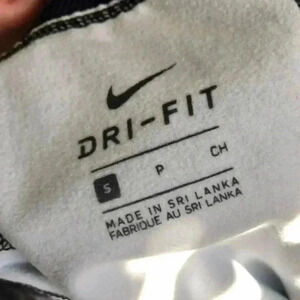 DRI-FIT
S P CH
MADE IN SRI LANKA
FABRIQUE AU SRI LANKA